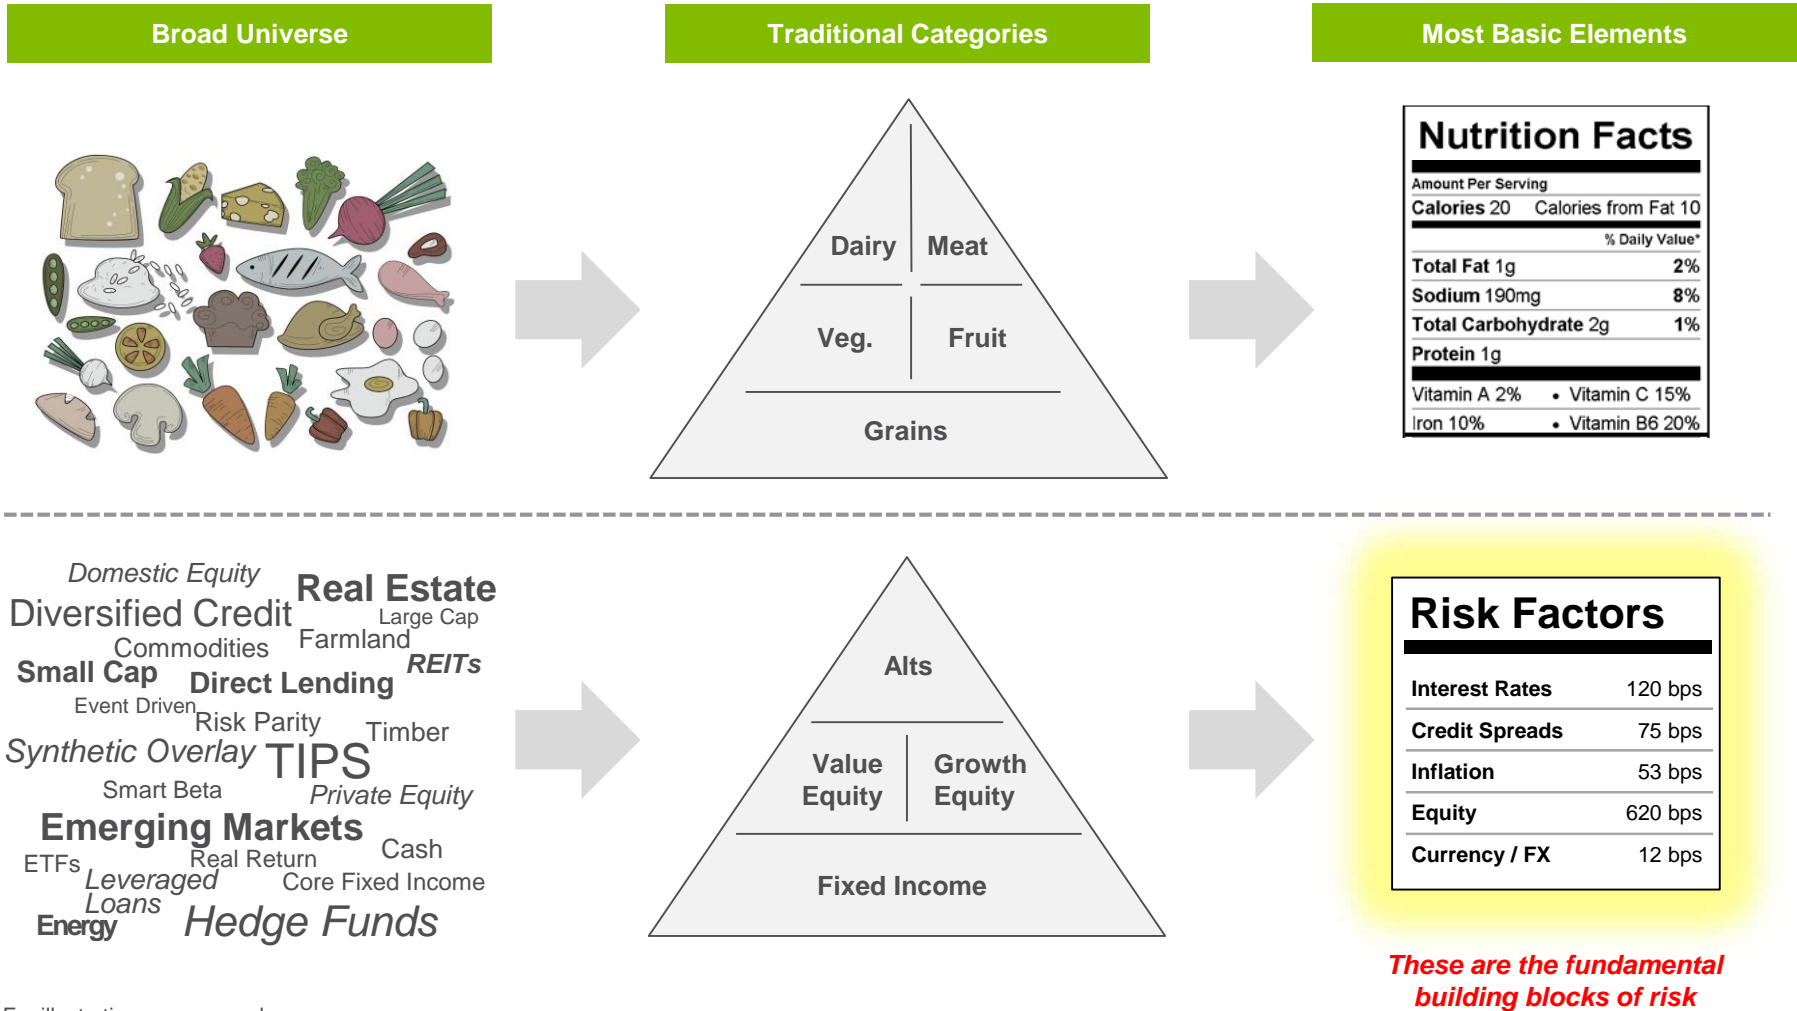 Broad Universe
Traditional Categories
Most Basic Elements
Dairy
Meat
Veg.
Fruit
Grains
Nutrition Facts
Amount Per Serving
Calories 20 Calories from Fat 10
% Daily Value*
Total Fat 1g 2%
Sodium 190mg 8%
Total Carbohydrate 2g 1%
Protein 1g
Vitamin A 2% • Vitamin C 15%
Iron 10% • Vitamin B6 20%
Domestic Equity
Real Estate
Diversified Credit
Large Cap
Commodities
Farmland
REITs
Small Cap
Direct Lending
Event Driven
Risk Parity
Timber
Synthetic Overlay
TIPS
Smart Beta
Private Equity
Emerging Markets
Cash
ETFs
Real Return
Leveraged
Loans
Core Fixed Income
Energy
Hedge Funds
Alts
Value
Equity
Growth
Equity
Fixed Income
Risk Factors
Interest Rates 120 bps
Credit Spreads 75 bps
Inflation 53 bps
Equity 620 bps
Currency / FX 12 bps
These are the fundamental
building blocks of risk